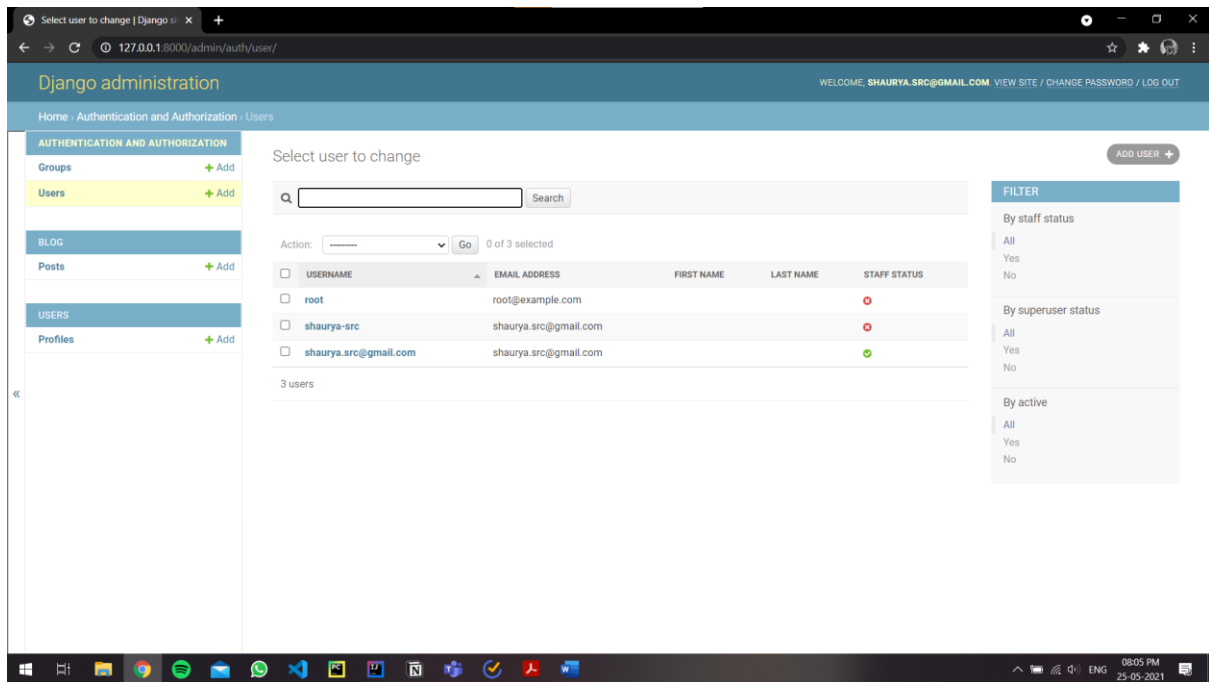 Select user to change | Django si
127.0.0.1:8000/admin/auth/user/
Django administration
WELCOME, SHAURYA.SRC@GMAIL.COM. VIEW SITE / CHANGE PASSWORD / LOG OUT
Home › Authentication and Authorization › Users
AUTHENTICATION AND AUTHORIZATION
Groups + Add
Users + Add
BLOG
Posts + Add
USERS
Profiles + Add
«
Select user to change
ADD USER +
Search
Action: --------- Go 0 of 3 selected
USERNAME EMAIL ADDRESS FIRST NAME LAST NAME STAFF STATUS
root root@example.com
shaurya-src shaurya.src@gmail.com
shaurya.src@gmail.com shaurya.src@gmail.com
3 users
FILTER
By staff status
All
Yes
No
By superuser status
All
Yes
No
By active
All
Yes
No
ENG
08:05 PM
25-05-2021